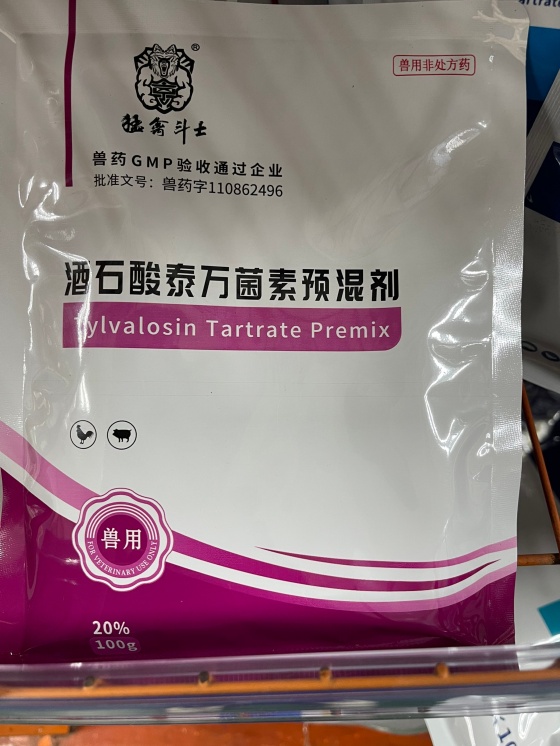 ®
兽用非处方药
猛禽斗士
兽药GMP验收通过企业
批准文号：兽药字110862496
酒石酸泰万菌素预混剂
Tylvalosin Tartrate Premix
兽用
FOR VETERINARY USE ONLY
20%
100g